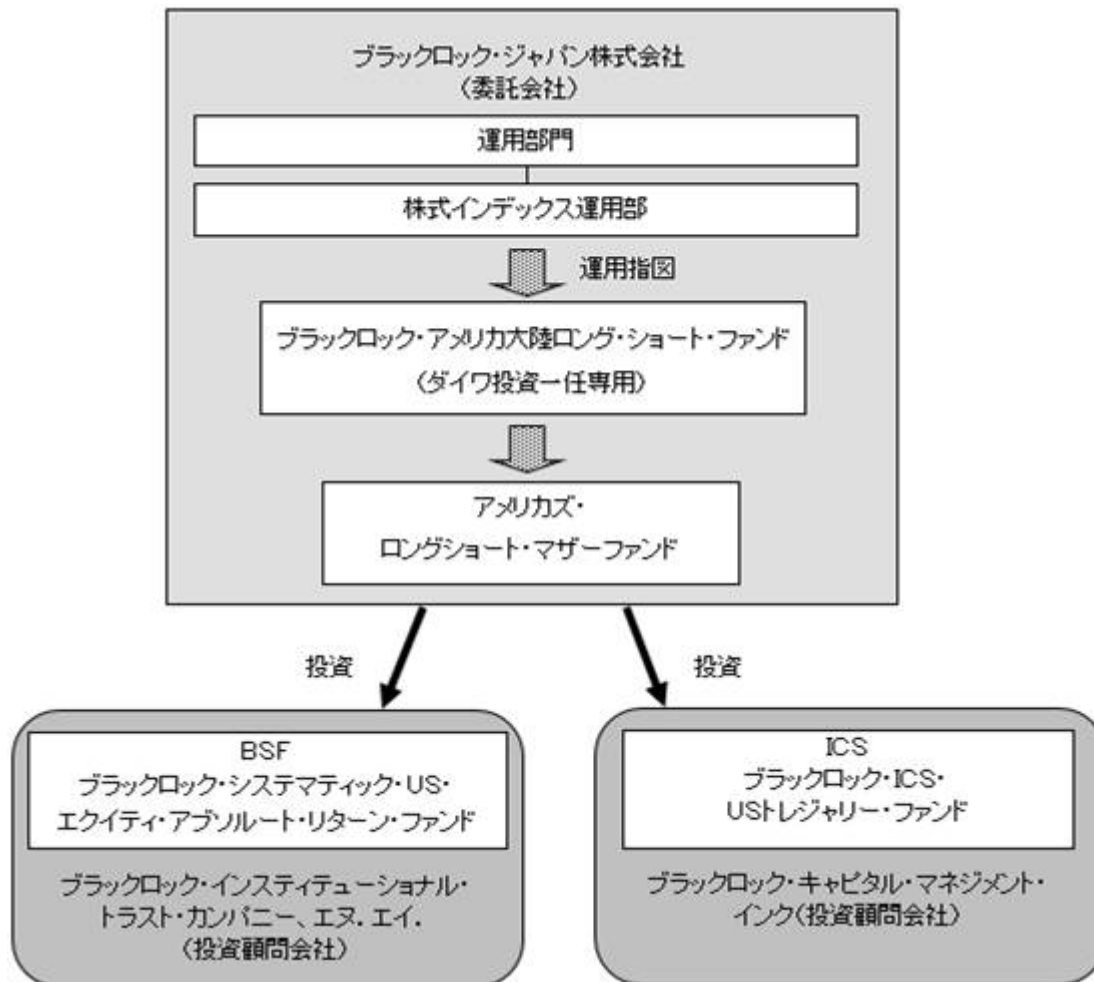 ブラックロック・ジャパン株式会社
（委託会社）
運用部門
株式インデックス運用部
運用指図
ブラックロック・アメリカ大陸ロング・ショート・ファンド
（ダイワ投資一任専用）
アメリカズ・
ロングショート・マザーファンド
投資
投資
BSF
ブラックロック・システマティック・US・
エクイティ・アブソルート・リターン・ファンド
ブラックロック・インスティテューショナル・
トラスト・カンパニー、エヌ．エイ．
（投資顧問会社）
ICS
ブラックロック・ICS・
USトレジャリー・ファンド
ブラックロック・キャピタル・マネジメント・
インク（投資顧問会社）